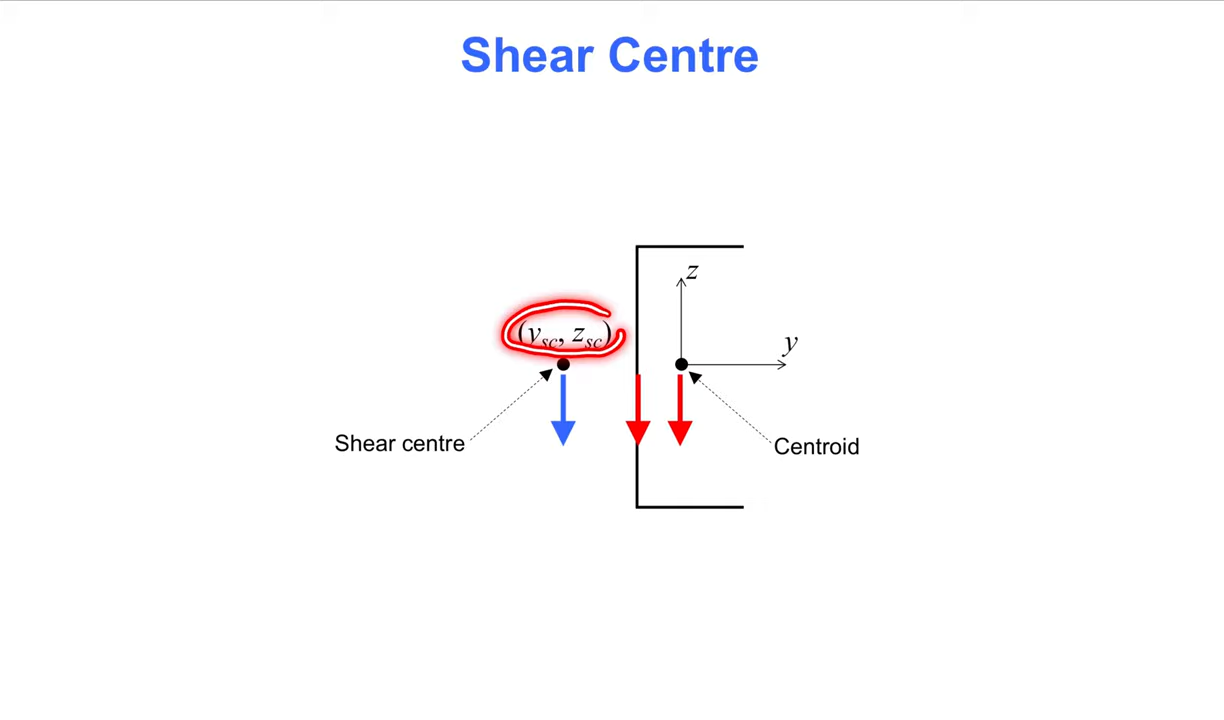 Shear Centre
z
(y_sc, z_sc)
y
Shear centre
Centroid